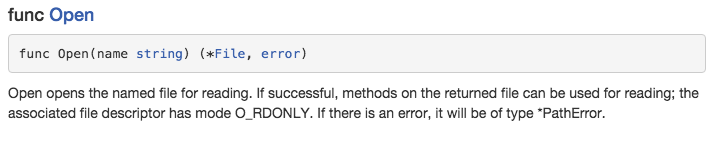 func Open
func Open(name string) (*File, error)
Open opens the named file for reading. If successful, methods on the returned file can be used for reading; the
associated file descriptor has mode O_RDONLY. If there is an error, it will be of type *PathError.